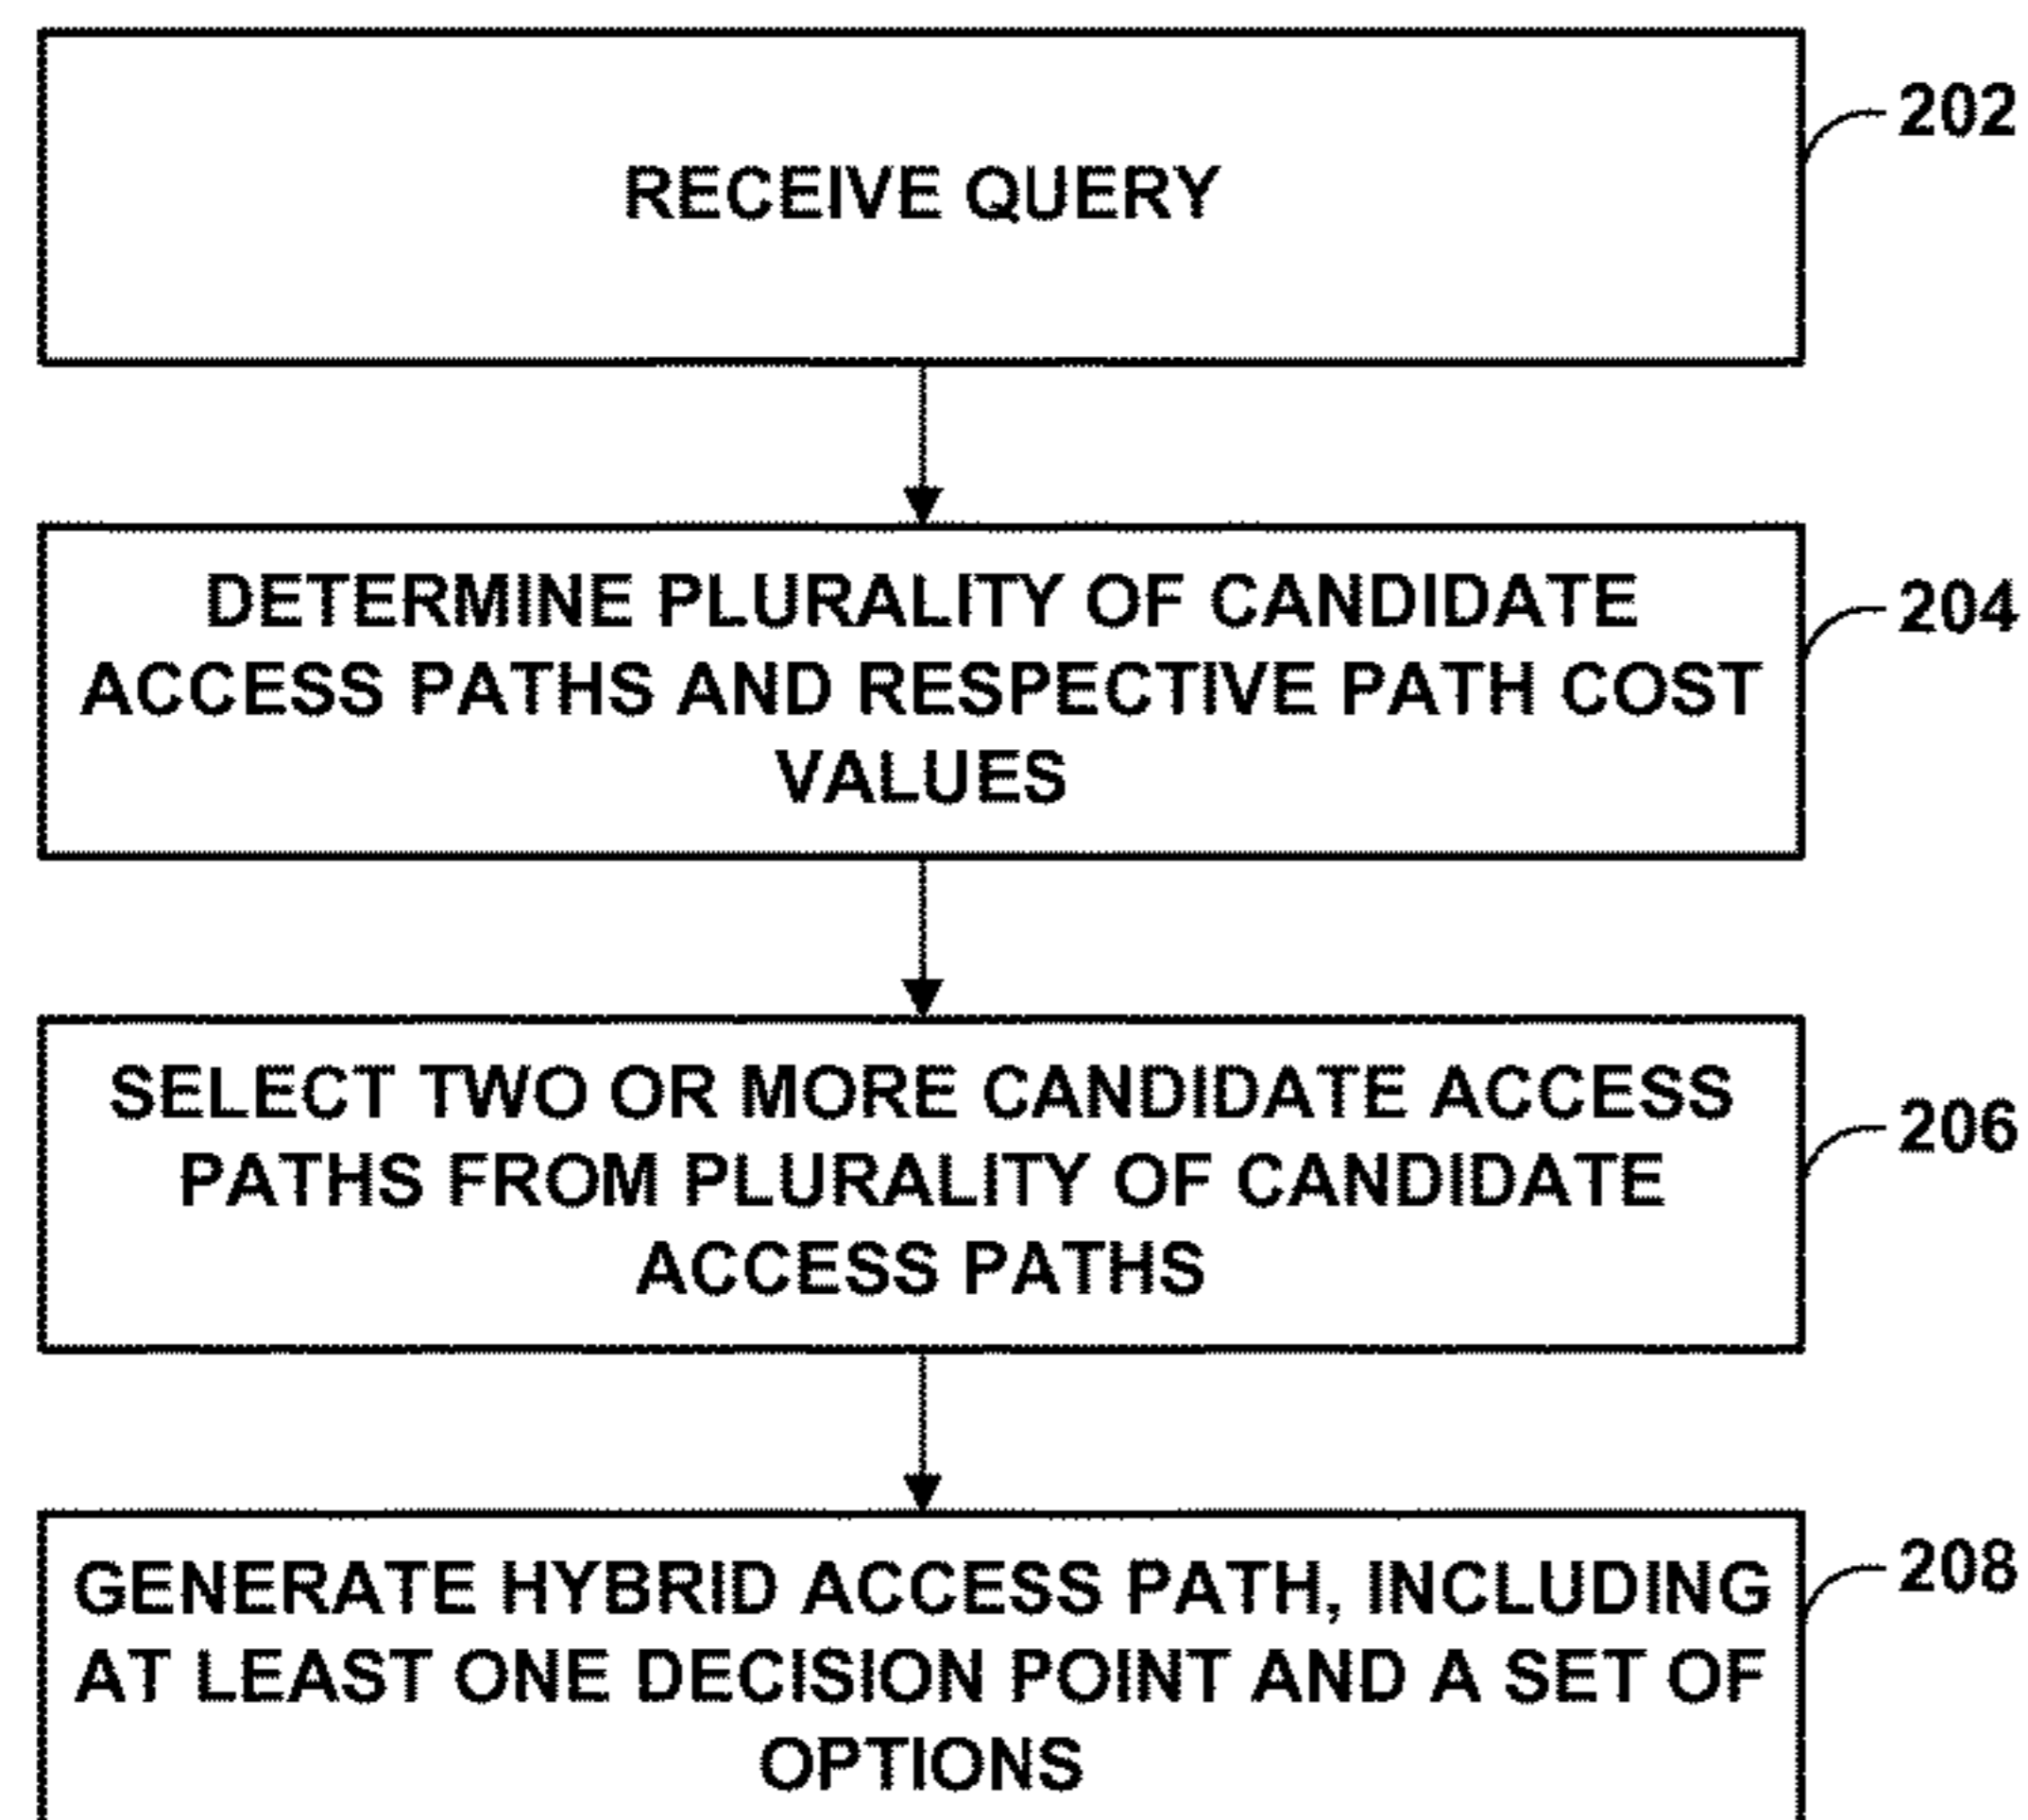 RECEIVE QUERY
202
DETERMINE PLURALITY OF CANDIDATE
ACCESS PATHS AND RESPECTIVE PATH COST
VALUES
204
SELECT TWO OR MORE CANDIDATE ACCESS
PATHS FROM PLURALITY OF CANDIDATE
ACCESS PATHS
206
GENERATE HYBRID ACCESS PATH, INCLUDING
AT LEAST ONE DECISION POINT AND A SET OF
OPTIONS
208